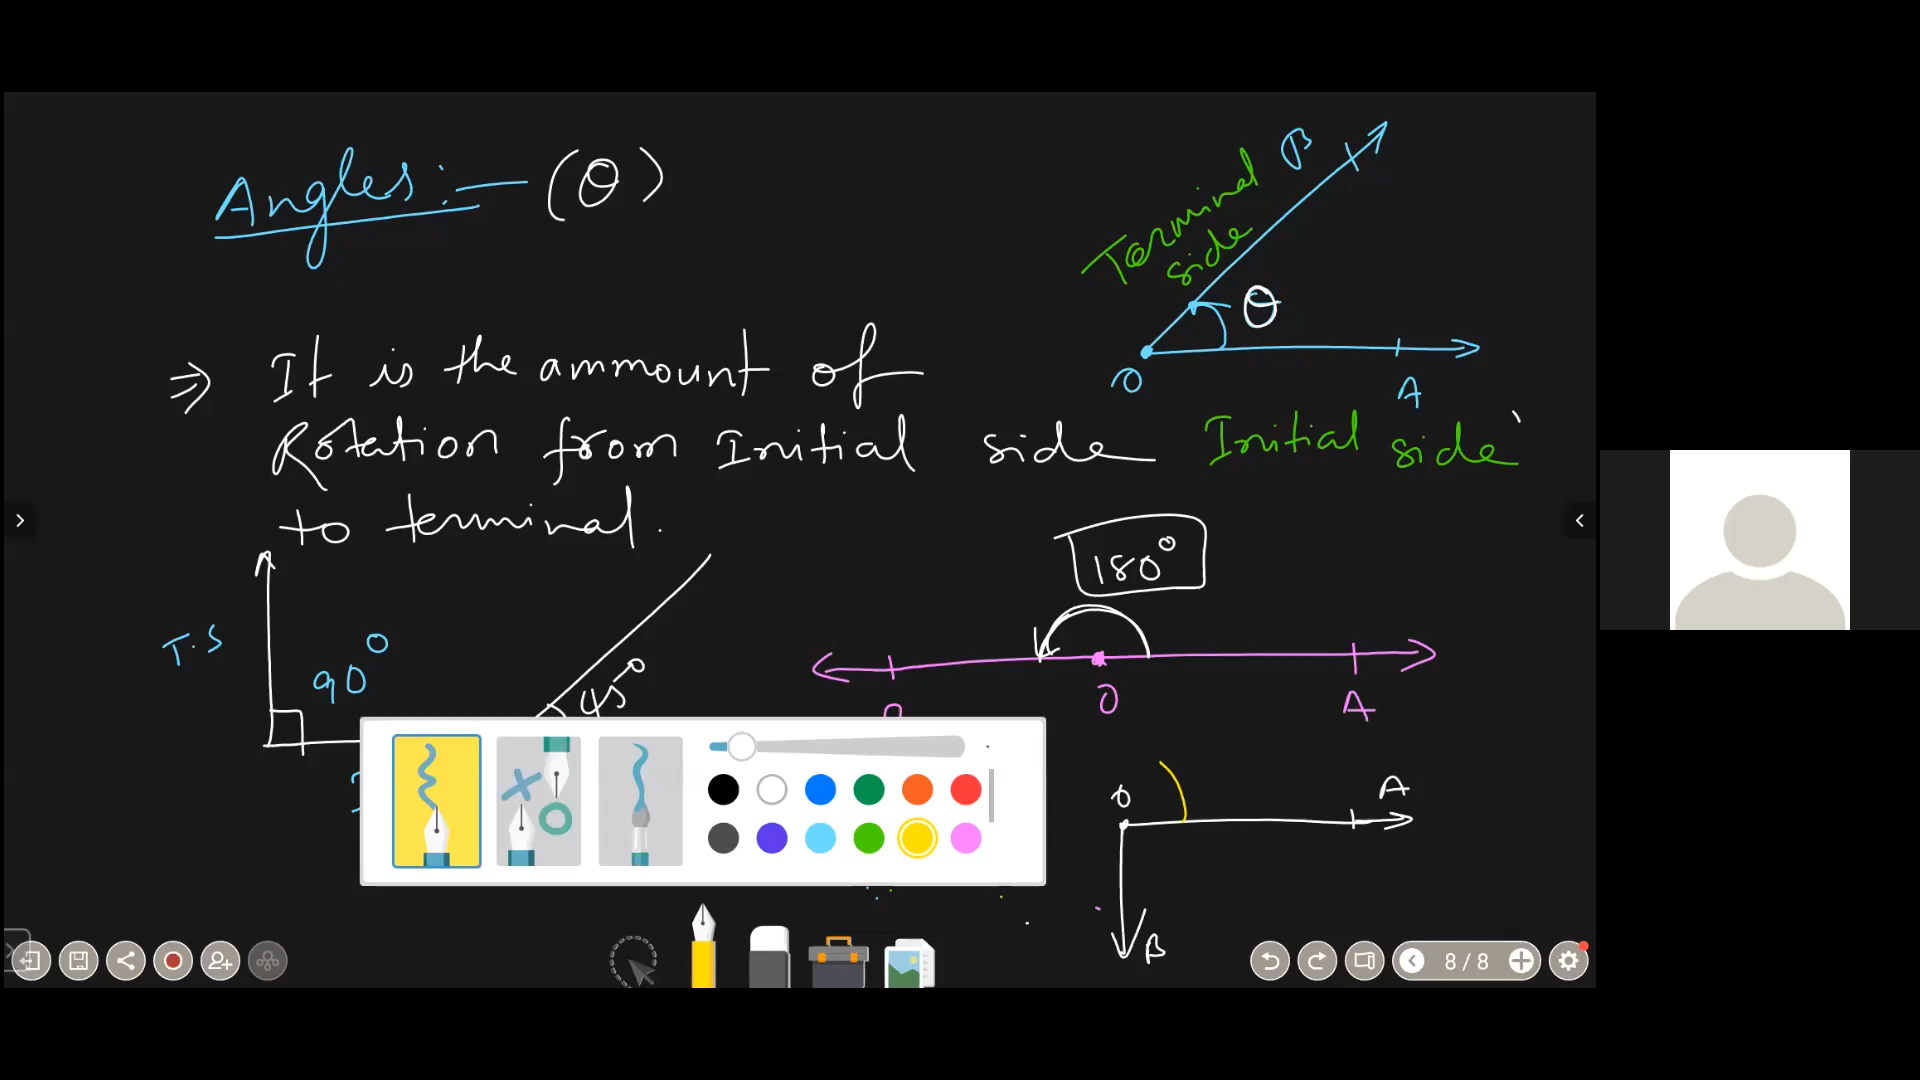 Angles:— (θ)
⇒ It is the ammount of
Rotation from Initial side
to terminal.
Terminal
side
B
θ
O
A
Initial side
T.S
90°
45°
180°
O
A
O
A
B
8 / 8